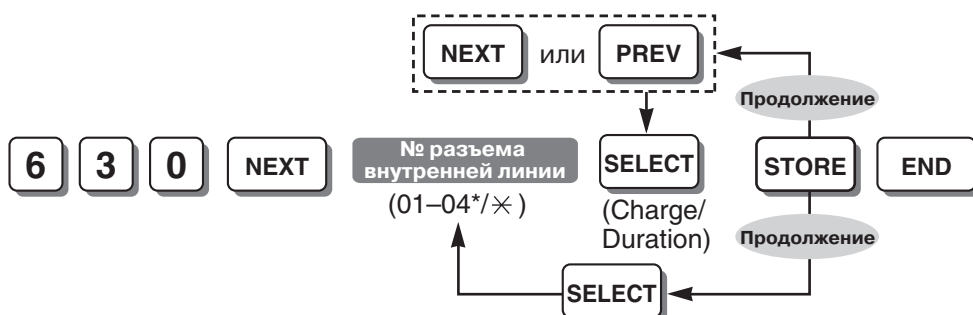 NEXT или PREV
Продолжение
6 3 0 NEXT № разъема внутренней линии SELECT STORE END
(01–04*/✳)
(Charge/
Duration)
Продолжение
SELECT